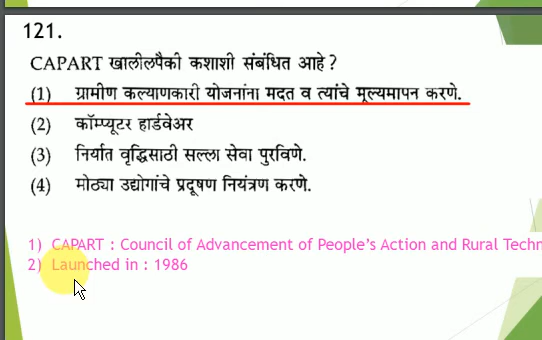 121.
CAPART खालीलपैकी कशाशी संबंधित आहे ?
(1) ग्रामीण कल्याणकारी योजनांना मदत व त्यांचे मूल्यमापन करणे.
(2) कॉम्प्यूटर हार्डवेअर
(3) निर्यात वृद्धिसाठी सल्ला सेवा पुरविणे.
(4) मोठ्या उद्योगांचे प्रदूषण नियंत्रण करणे.
1) CAPART : Council of Advancement of People's Action and Rural Techn
2) Launched in : 1986